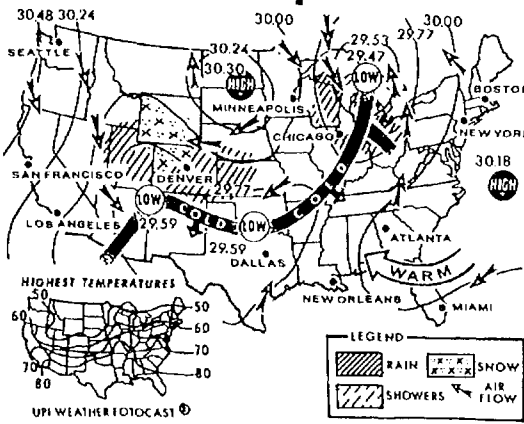 30.48 30.24
30.00
30.00
SEATTLE
30.24
30.30
HIGH
29.53
29.77
29.47
LOW
MINNEAPOLIS
BOSTON
CHICAGO
NEW YORK
DENVER
29.77
30.18
HIGH
SAN FRANCISCO
LOW
COLD
LOW
COLD
LOS ANGELES
29.59
29.59
DALLAS
ATLANTA
WARM
NEW ORLEANS
MIAMI
HIGHEST TEMPERATURES
50
60
50
60
70
70
80
80
UPI WEATHER FOTOCAST ®
LEGEND
RAIN
SNOW
SHOWERS
AIR
FLOW